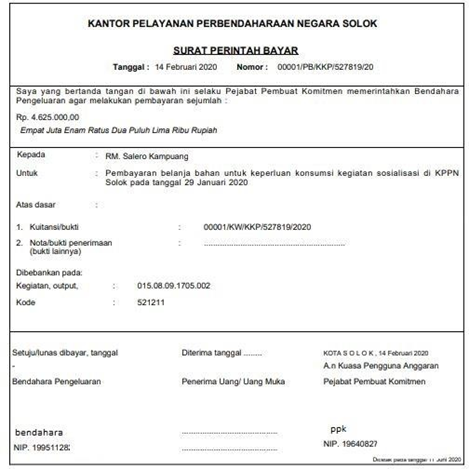 KANTOR PELAYANAN PERBENDAHARAAN NEGARA SOLOK
SURAT PERINTAH BAYAR
Tanggal : 14 Februari 2020 Nomor : 00001/PB/KKP/527819/20
Saya yang bertanda tangan di bawah ini selaku Pejabat Pembuat Komitmen memerintahkan Bendahara
Pengeluaran agar melakukan pembayaran sejumlah :
Rp. 4.625.000,00
Empat Juta Enam Ratus Dua Puluh Lima Ribu Rupiah
Kepada : RM. Salero Kampuang
Untuk : Pembayaran belanja bahan untuk keperluan konsumsi kegiatan sosialisasi di KPPN
Solok pada tanggal 29 Januari 2020
Atas dasar :
1. Kuitansi/bukti : 00001/KW/KKP/527819/2020
2. Nota/bukti penerimaan : ................................................
(bukti lainnya)
Dibebankan pada:
Kegiatan, output, : 015.08.09.1705.002
Kode : 521211
Setuju/lunas dibayar, tanggal Diterima tanggal ........ KOTA S O L O K , 14 Februari 2020
- A.n Kuasa Pengguna Anggaran
Bendahara Pengeluaran Penerima Uang/ Uang Muka Pejabat Pembuat Komitmen
bendahara ................................ ppk
NIP. 19951128 ................................ NIP. 1964082
Dicetak pada tanggal 11 Juni 2020